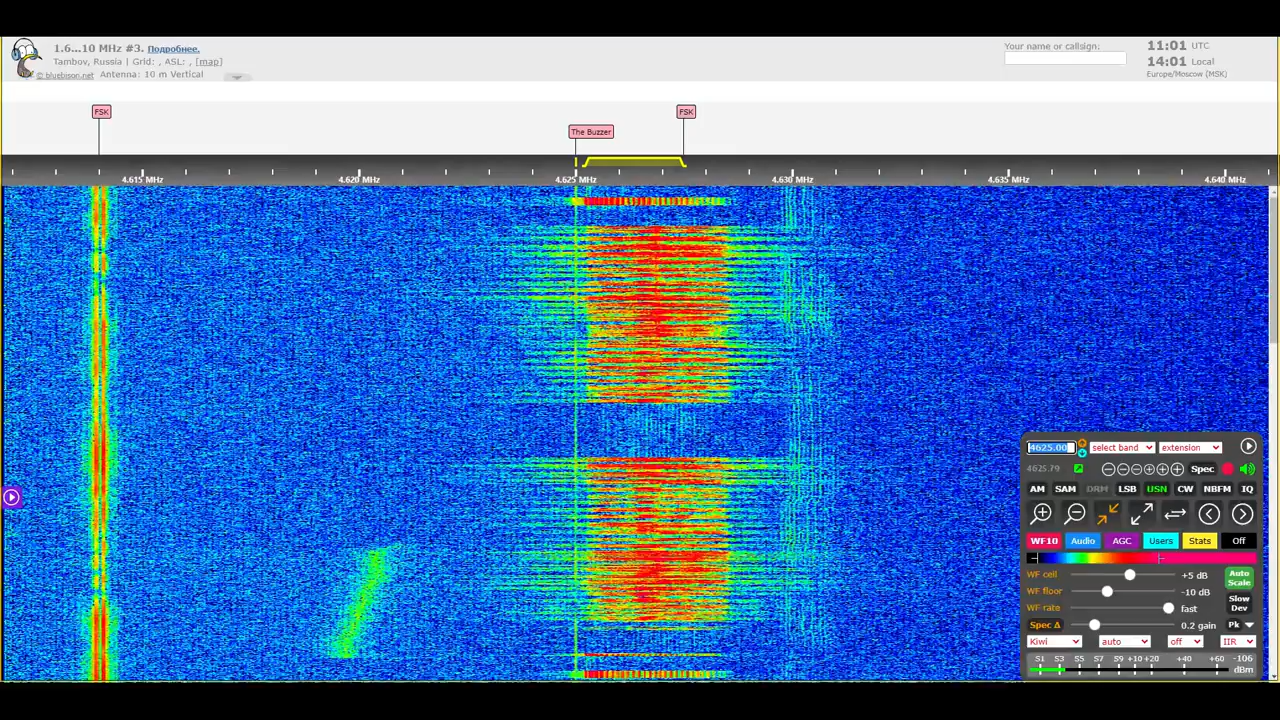 1.6...10 MHz #3. Подробнее.
Tambov, Russia | Grid: , ASL: , [map]
© bluebison.net Antenna: 10 m Vertical
Your name or callsign:
11:01 UTC
14:01 Local
Europe/Moscow (MSK)
FSK
FSK
The Buzzer
4.615 MHz 4.620 MHz 4.625 MHz 4.630 MHz 4.635 MHz 4.640 MHz
4625.00 select band extension
4625.79 Spec
AM SAM DRM LSB USN CW NBFM IQ
WF10 Audio AGC Users Stats Off
WF ceil +5 dB Auto Scale
WF floor -10 dB
WF rate fast Slow Dev
Spec Δ 0.2 gain Pk
Kiwi auto off IIR
S1 S3 S5 S7 S9 +10 +20 +40 +60 -106 dBm